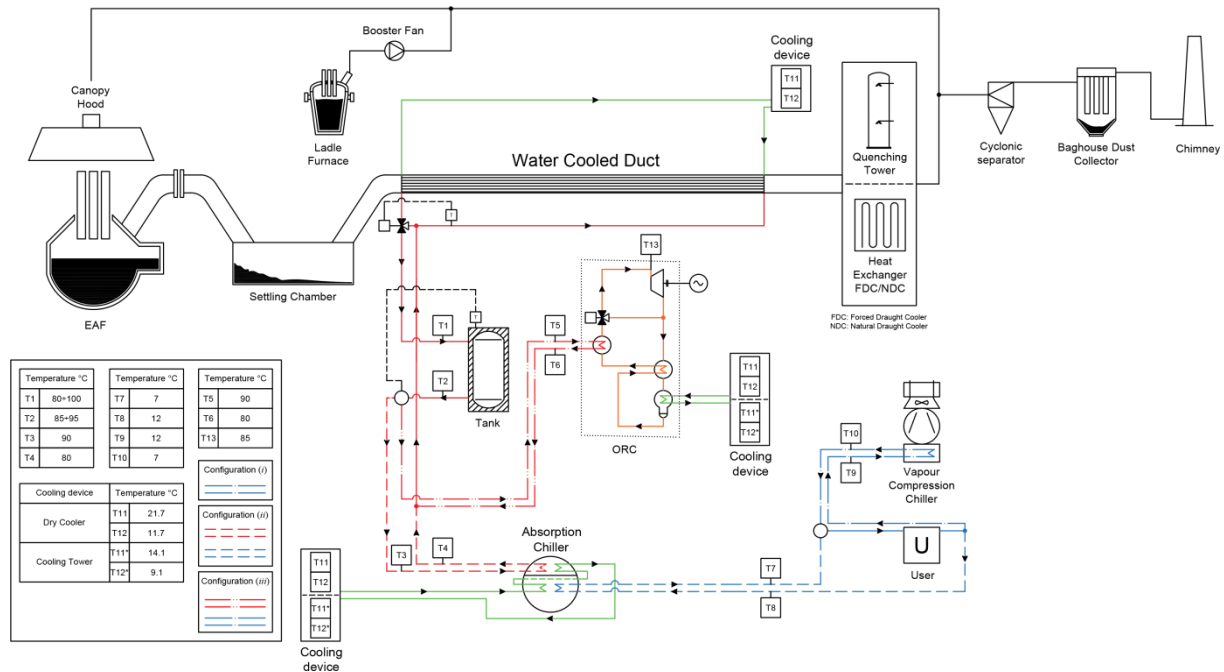 Booster Fan
Cooling
device
T11
T12
Canopy
Hood
Ladle
Furnace
Quenching
Tower
Cyclonic
separator
Baghouse Dust
Collector
Chimney
Water Cooled Duct
Heat
Exchanger
FDC/NDC
FDC: Forced Draught Cooler
NDC: Natural Draught Cooler
EAF
Settling Chamber
T
T13
T
T1
T2
Tank
T5
T6
ORC
T11
T12
T11*
T12*
Cooling
device
T10
T9
Vapour
Compression
Chiller
U
User
Absorption
Chiller
T3
T4
T7
T8
T11
T12
T11*
T12*
Cooling
device
Temperature °C
T1 80÷100
T2 85÷95
T3 90
T4 80
Temperature °C
T7 7
T8 12
T9 12
T10 7
Temperature °C
T5 90
T6 80
T13 85
Configuration (i)
Configuration (ii)
Configuration (iii)
Cooling device Temperature °C
Dry Cooler T11 21.7
T12 11.7
Cooling Tower T11* 14.1
T12* 9.1